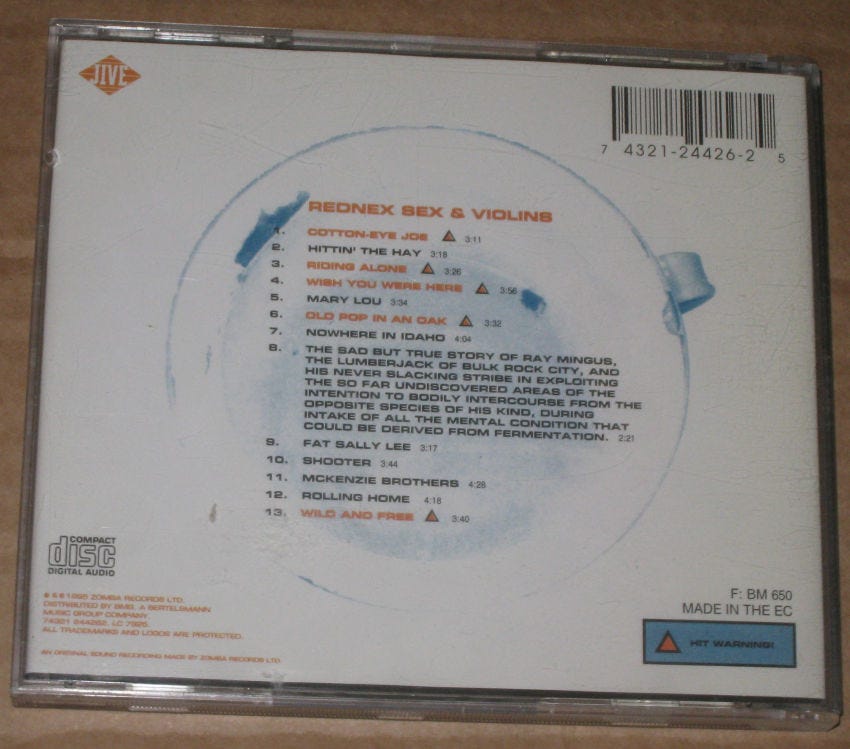 JIVE
7 4321-24426-2 5
REDNEX SEX & VIOLINS
1. COTTON-EYE JOE 3:11
2. HITTIN' THE HAY 3:18
3. RIDING ALONE 3:26
4. WISH YOU WERE HERE 3:56
5. MARY LOU 3:34
6. OLD POP IN AN OAK 3:32
7. NOWHERE IN IDAHO 4:04
8. THE SAD BUT TRUE STORY OF RAY MINGUS,
THE LUMBERJACK OF BULK ROCK CITY, AND
HIS NEVER SLACKING STRIBE IN EXPLOITING
THE SO FAR UNDISCOVERED AREAS OF THE
INTENTION TO BODILY INTERCOURSE FROM THE
OPPOSITE SPECIES OF HIS KIND, DURING
INTAKE OF ALL THE MENTAL CONDITION THAT
COULD BE DERIVED FROM FERMENTATION. 2:21
9. FAT SALLY LEE 3:17
10. SHOOTER 3:44
11. MCKENZIE BROTHERS 4:28
12. ROLLING HOME 4:18
13. WILD AND FREE 3:40
COMPACT
disc
DIGITAL AUDIO
℗ & © 1995 ZOMBA RECORDS LTD.
DISTRIBUTED BY BMG. A BERTELSMANN
MUSIC GROUP COMPANY.
74321 244262. LC 7925.
ALL TRADEMARKS AND LOGOS ARE PROTECTED.
AN ORIGINAL SOUND RECORDING MADE BY ZOMBA RECORDS LTD.
F: BM 650
MADE IN THE EC
HIT WARNING!